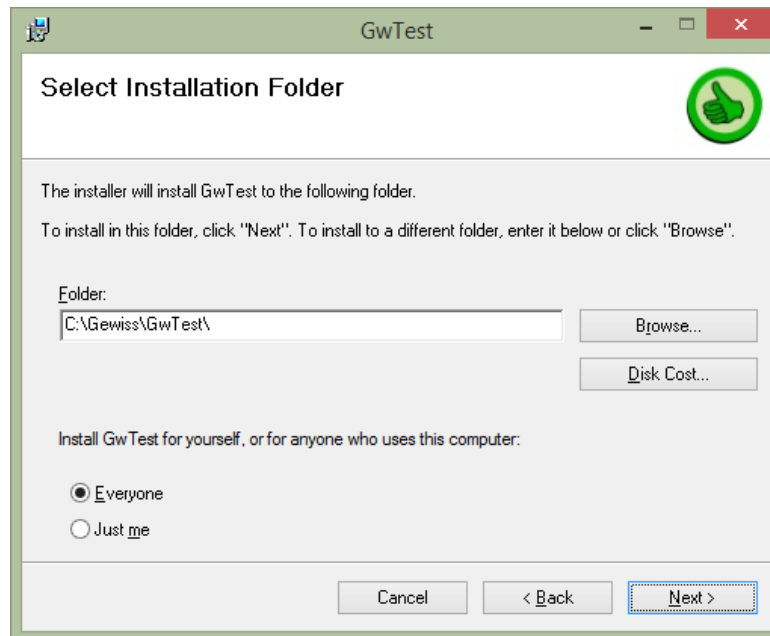 GwTest
Select Installation Folder
The installer will install GwTest to the following folder.
To install in this folder, click "Next". To install to a different folder, enter it below or click "Browse".
Folder:
C:\Gewiss\GwTest\
Browse...
Disk Cost...
Install GwTest for yourself, or for anyone who uses this computer:
Everyone
Just me
Cancel
< Back
Next >